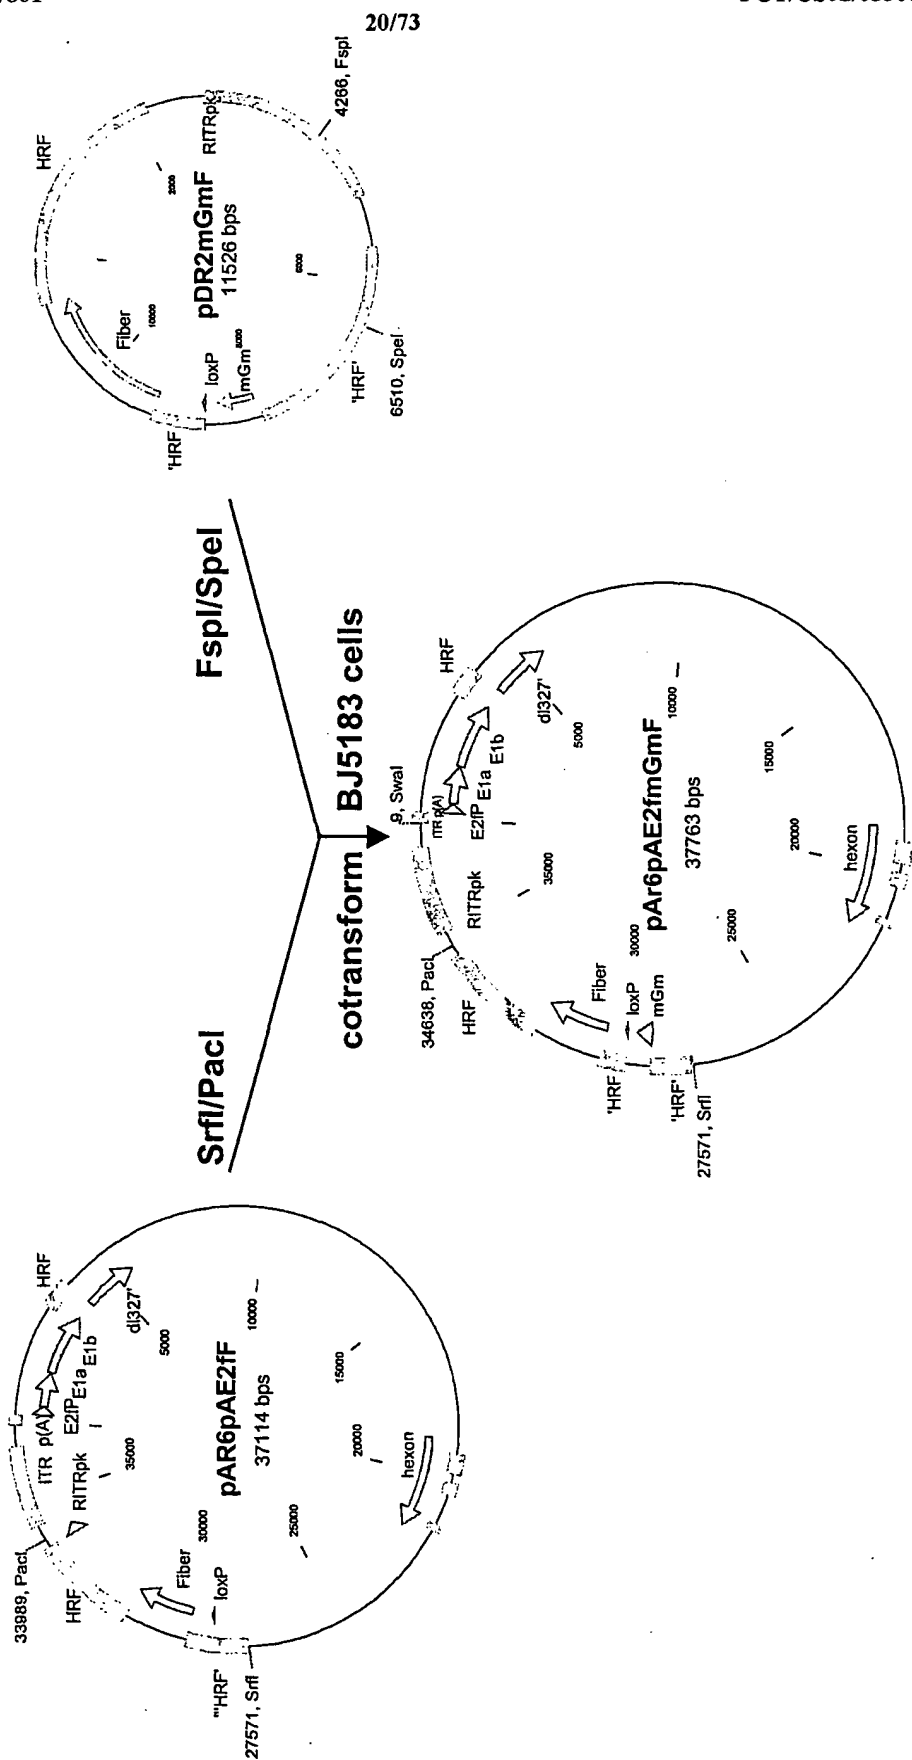 20/73
HRF
RITRpk
4266, FspI
2000
pDR2mGmF
11526 bps
6000
Fiber
10000
loxP
mGm
8000
'HRF
'HRF'
6510, SpeI
SrfI/PacI
FspI/SpeI
cotransform
BJ5183 cells
33989, PacI
ITR
p(A)
E2fP
E1a
E1b
HRF
dl327'
RITRpk
35000
5000
HRF
pAR6pAE2fF
37114 bps
10000
15000
20000
25000
30000
Fiber
loxP
hexon
"'HRF'
27571, SrfI
9, SwaI
ITR
p(A)
E2fP
E1a
E1b
HRF
dl327'
RITRpk
35000
5000
34638, PacI
HRF
pAr6pAE2fmGmF
37763 bps
10000
15000
20000
25000
30000
Fiber
loxP
mGm
hexon
'HRF
'HRF'
27571, SrfI